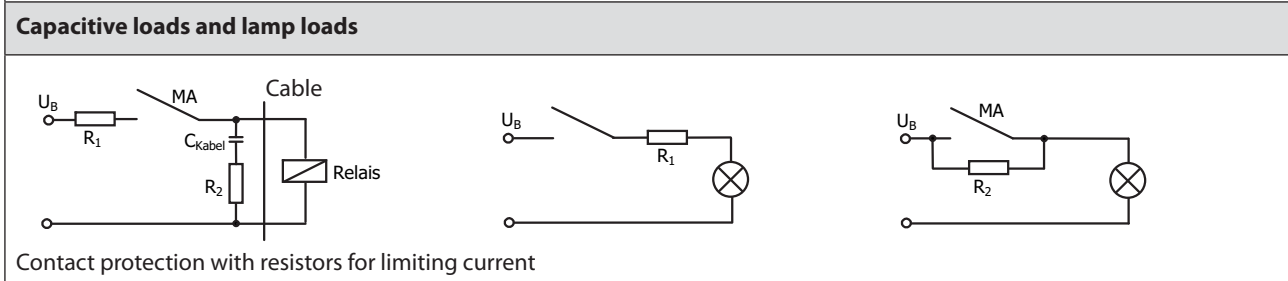 Capacitive loads and lamp loads
U_B
R_1
MA
Cable
C_Kabel
R_2
Relais
U_B
R_1
U_B
MA
R_2
Contact protection with resistors for limiting current